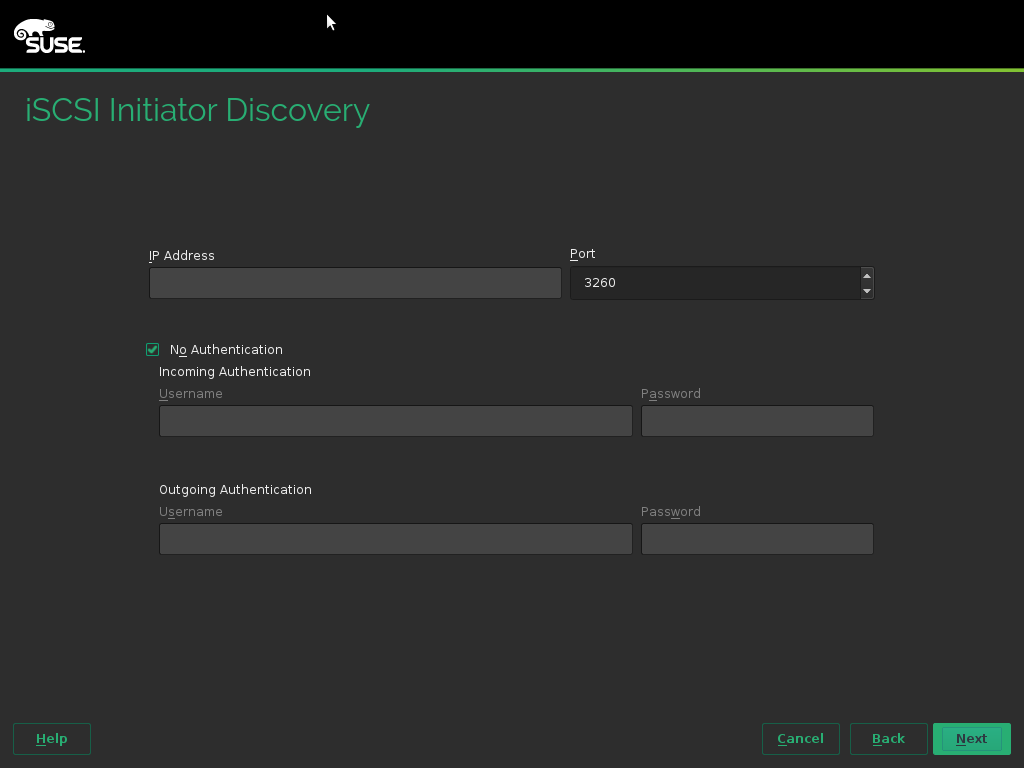 SUSE.
iSCSI Initiator Discovery
IP Address
Port
3260
No Authentication
Incoming Authentication
Username
Password
Outgoing Authentication
Username
Password
Help
Cancel
Back
Next